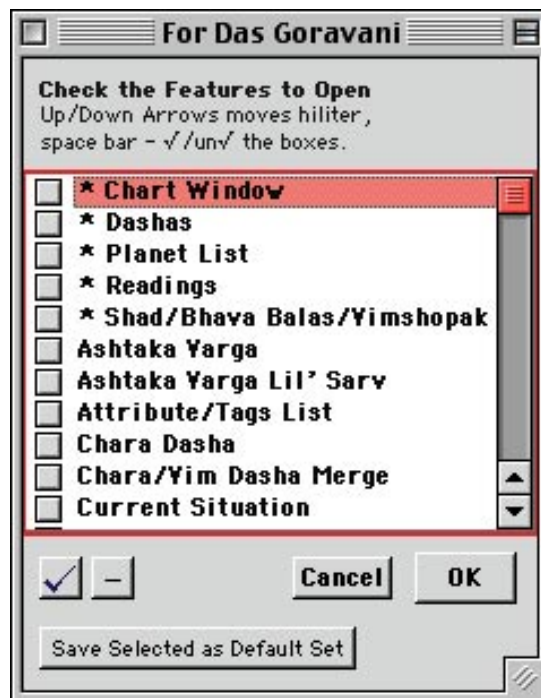 For Das Goravani
Check the Features to Open
Up/Down Arrows moves hiliter,
space bar - √/un√ the boxes.
* Chart Window
* Dashas
* Planet List
* Readings
* Shad/Bhava Balas/Vimshopak
Ashtaka Varga
Ashtaka Varga Lil' Sarv
Attribute/Tags List
Chara Dasha
Chara/Vim Dasha Merge
Current Situation
Cancel
OK
Save Selected as Default Set